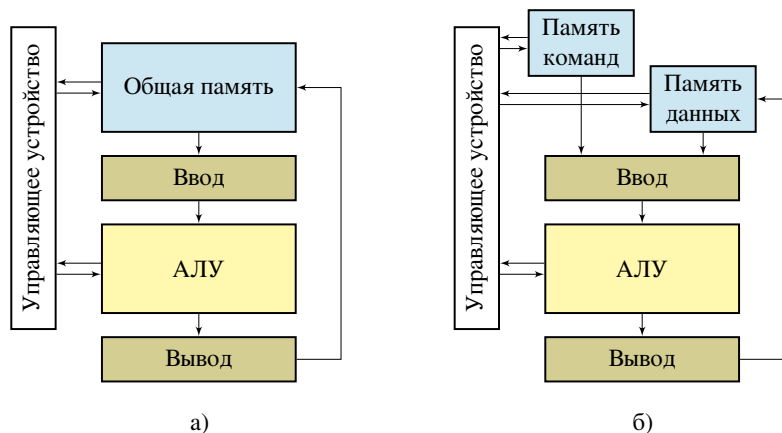 Управляющее устройство
Общая память
Ввод
АЛУ
Вывод
а)
Управляющее устройство
Память
команд
Память
данных
Ввод
АЛУ
Вывод
б)